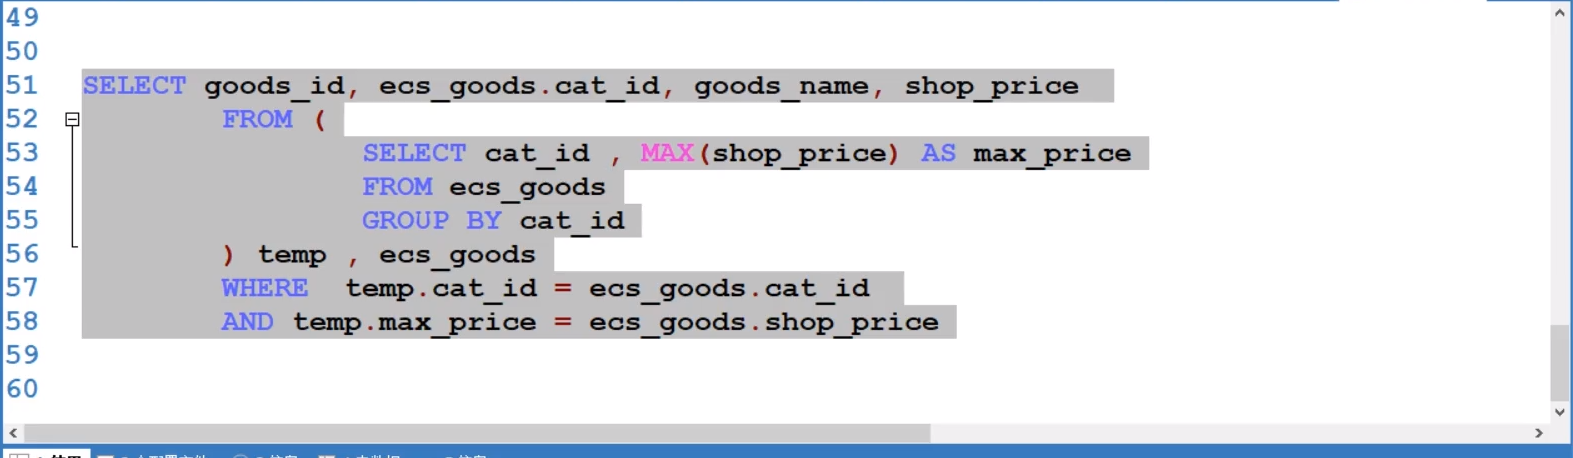 49
50
51 SELECT goods_id, ecs_goods.cat_id, goods_name, shop_price
52 FROM (
53 SELECT cat_id , MAX(shop_price) AS max_price
54 FROM ecs_goods
55 GROUP BY cat_id
56 ) temp , ecs_goods
57 WHERE temp.cat_id = ecs_goods.cat_id
58 AND temp.max_price = ecs_goods.shop_price
59
60